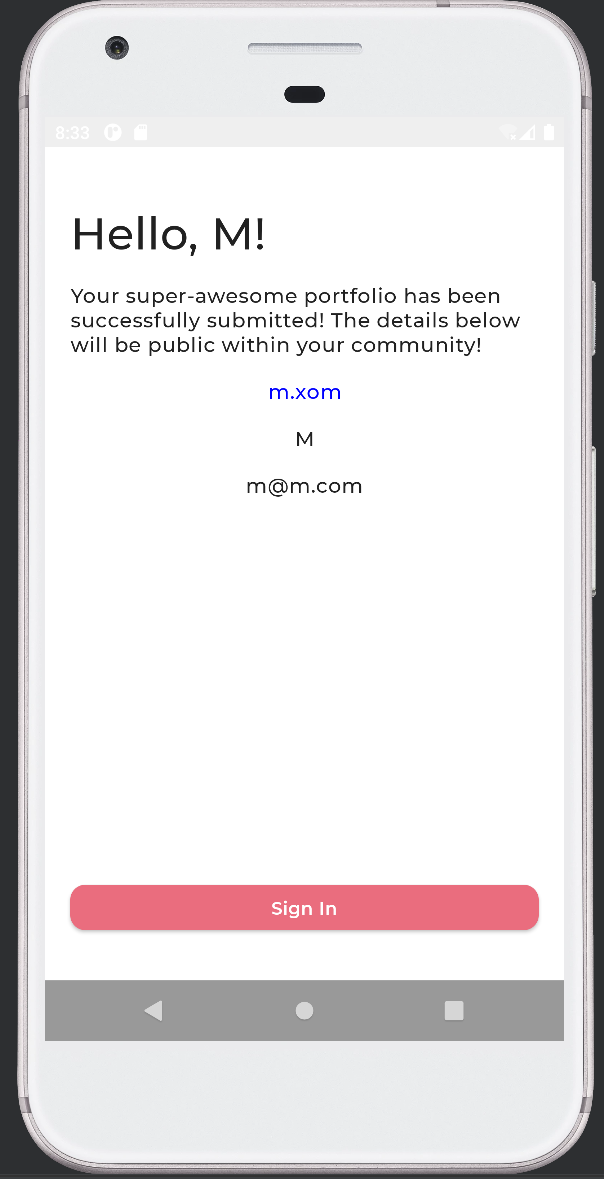 8:33
Hello, M!
Your super-awesome portfolio has been
successfully submitted! The details below
will be public within your community!
m.xom
M
m@m.com
Sign In